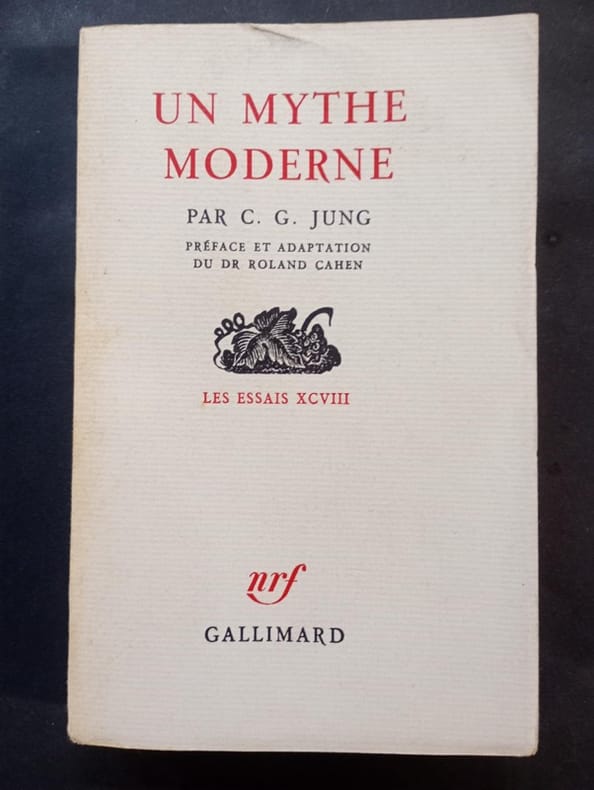 UN MYTHE
MODERNE
PAR C. G. JUNG
PRÉFACE ET ADAPTATION
DU DR ROLAND CAHEN
LES ESSAIS XCVIII
nrf
GALLIMARD